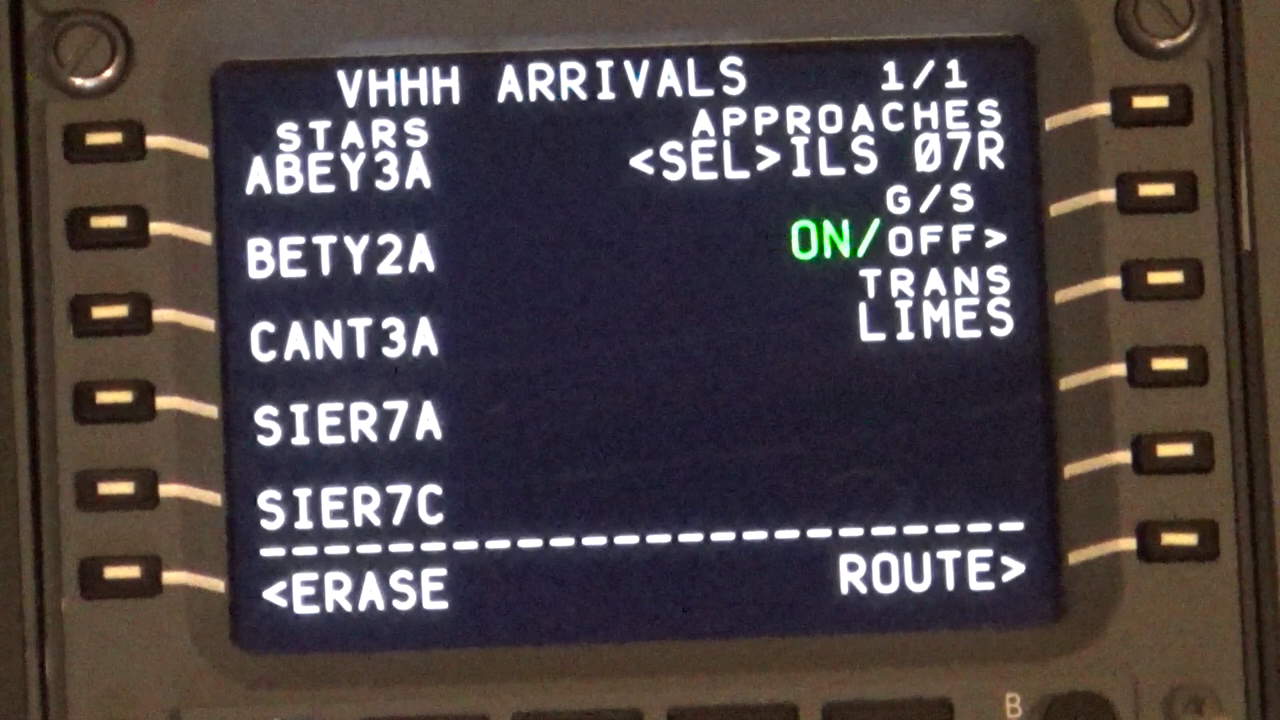 VHHH ARRIVALS 1/1
STARS APPROACHES
ABEY3A <SEL>ILS 07R
G/S
BETY2A ON/OFF>
TRANS
CANT3A LIMES
SIER7A
SIER7C
--------------------------
<ERASE ROUTE>
B